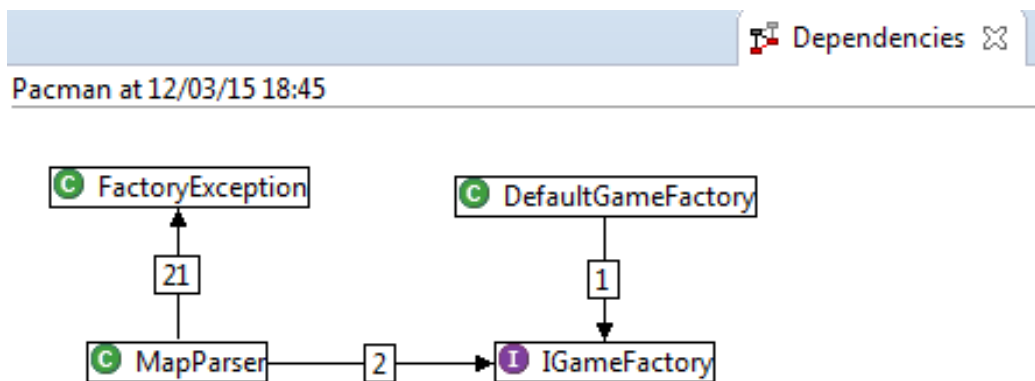 Dependencies
Pacman at 12/03/15 18:45
C FactoryException
C DefaultGameFactory
21
1
C MapParser
2
I IGameFactory